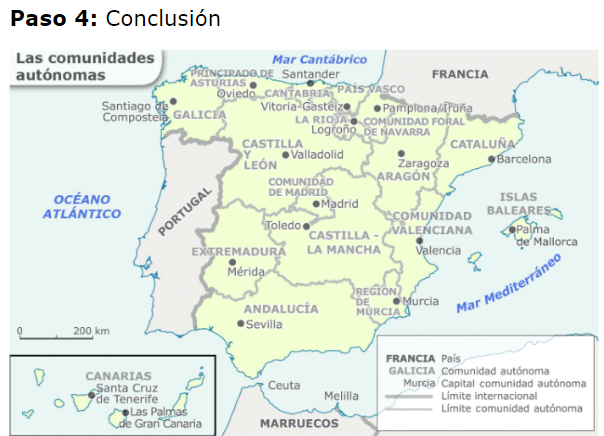 Paso 4: Conclusión
Las comunidades
autónomas
Mar Cantábrico
FRANCIA
PRINCIPADO DE
ASTURIAS
Oviedo
Santander
CANTABRIA
PAÍS VASCO
Vitoria-Gasteiz
Pamplona/Iruña
Santiago de
Compostela
GALICIA
LA RIOJA
Logroño
COMUNIDAD FORAL
DE NAVARRA
CATALUÑA
Barcelona
CASTILLA
Y
LEÓN
Valladolid
Zaragoza
ARAGÓN
OCÉANO
ATLÁNTICO
PORTUGAL
COMUNIDAD
DE MADRID
Madrid
ISLAS
BALEARES
Palma
de Mallorca
Toledo
CASTILLA -
LA MANCHA
COMUNIDAD
VALENCIANA
Valencia
EXTREMADURA
Mérida
Mar Mediterráneo
REGIÓN
DE
MURCIA
Murcia
ANDALUCÍA
Sevilla
0
200 km
CANARIAS
Santa Cruz
de Tenerife
Las Palmas
de Gran Canaria
Ceuta
Melilla
MARRUECOS
FRANCIA País
GALICIA Comunidad autónoma
Murcia Capital comunidad autónoma
Límite internacional
Límite comunidad autónoma